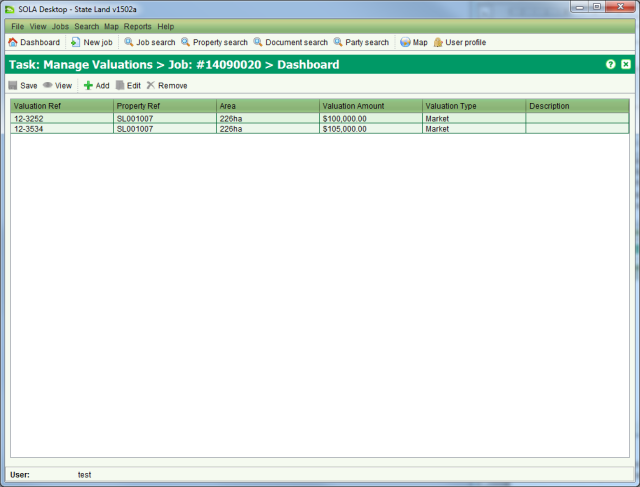 SOLA Desktop - State Land v1502a
File View Jobs Search Map Reports Help
Dashboard New job Job search Property search Document search Party search Map User profile
Task: Manage Valuations > Job: #14090020 > Dashboard
Save View Add Edit Remove
Valuation Ref Property Ref Area Valuation Amount Valuation Type Description
12-3252 SL001007 226ha $100,000.00 Market
12-3534 SL001007 226ha $105,000.00 Market
User: test